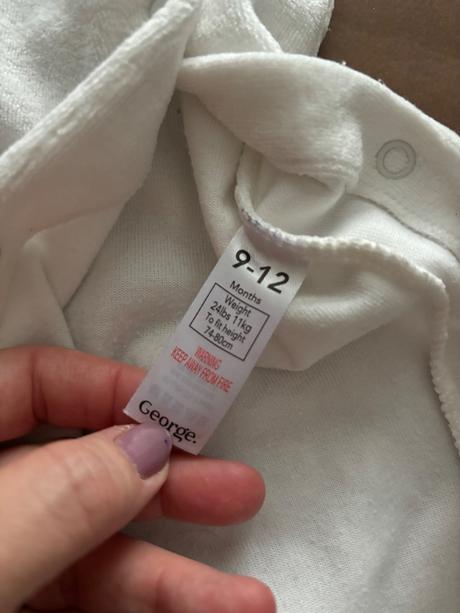 9-12
Months
Weight
24lbs 11kg
To fit height
74-80cm
WARNING
KEEP AWAY FROM FIRE
George.